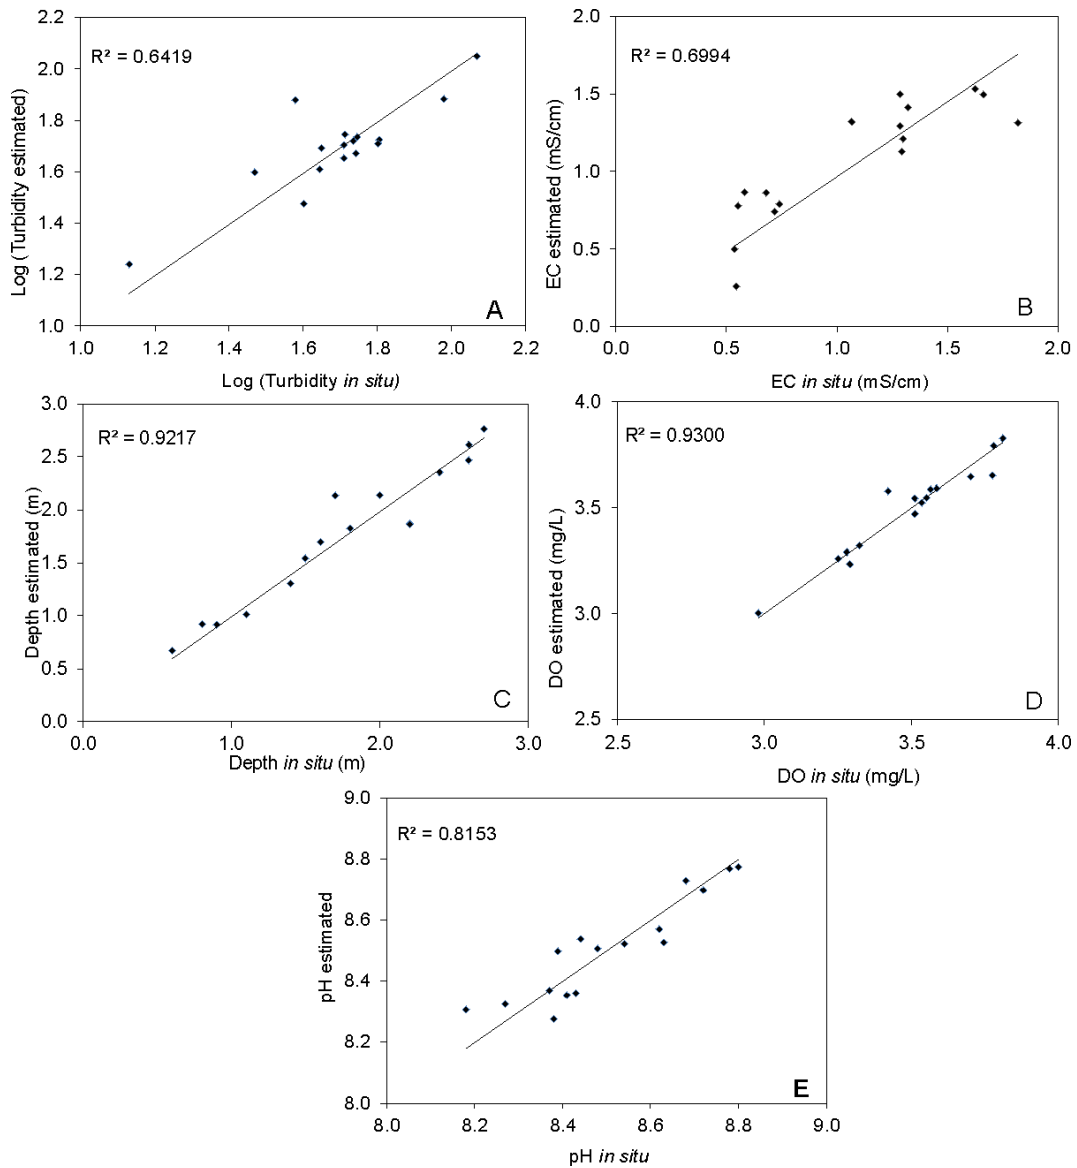 2.2
2.0
1.8
1.6
1.4
1.2
1.0
R² = 0.6419
A
Log (Turbidity estimated)
1.0 1.2 1.4 1.6 1.8 2.0 2.2
Log (Turbidity in situ)
2.0
1.5
1.0
0.5
0.0
R² = 0.6994
B
EC estimated (mS/cm)
0.0 0.5 1.0 1.5 2.0
EC in situ (mS/cm)
3.0
2.5
2.0
1.5
1.0
0.5
0.0
R² = 0.9217
C
Depth estimated (m)
0.0 1.0 2.0 3.0
Depth in situ (m)
4.0
3.5
3.0
2.5
R² = 0.9300
D
DO estimated (mg/L)
2.5 3.0 3.5 4.0
DO in situ (mg/L)
9.0
8.8
8.6
8.4
8.2
8.0
R² = 0.8153
E
pH estimated
8.0 8.2 8.4 8.6 8.8 9.0
pH in situ